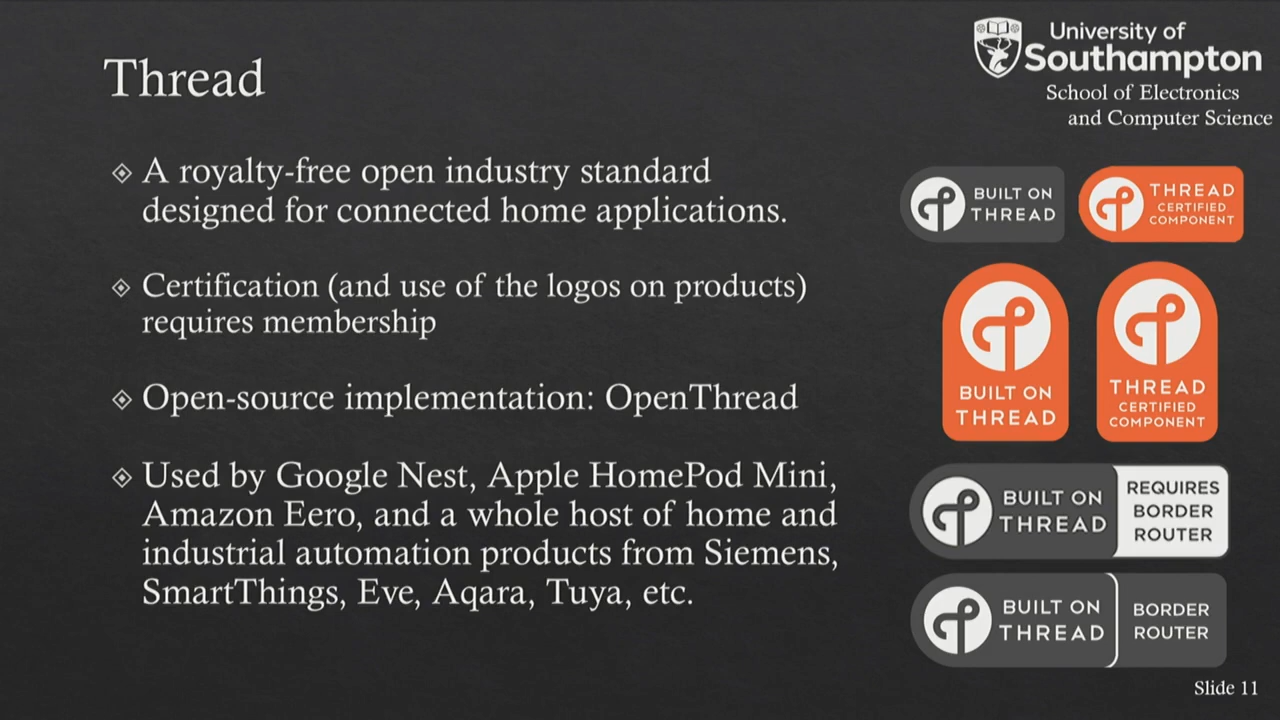 University of
Southampton
School of Electronics
and Computer Science
Thread
A royalty-free open industry standard
designed for connected home applications.
Certification (and use of the logos on products)
requires membership
Open-source implementation: OpenThread
Used by Google Nest, Apple HomePod Mini,
Amazon Eero, and a whole host of home and
industrial automation products from Siemens,
SmartThings, Eve, Aqara, Tuya, etc.
BUILT ON
THREAD
THREAD
CERTIFIED
COMPONENT
BUILT ON
THREAD
THREAD
CERTIFIED
COMPONENT
BUILT ON
THREAD
REQUIRES
BORDER
ROUTER
BUILT ON
THREAD
BORDER
ROUTER
Slide 11